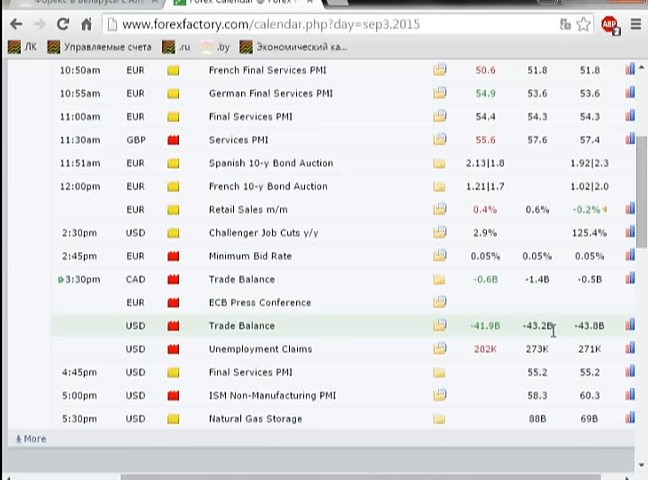 www.forexfactory.com/calendar.php?day=sep3.2015
ABP
ЛК Управляемые счета .ru .by Экономический ка...
10:50am EUR French Final Services PMI 50.6 51.8 51.8
10:55am EUR German Final Services PMI 54.9 53.6 53.6
11:00am EUR Final Services PMI 54.4 54.3 54.3
11:30am GBP Services PMI 55.6 57.6 57.4
11:51am EUR Spanish 10-y Bond Auction 2.13|1.8 1.92|2.3
12:00pm EUR French 10-y Bond Auction 1.21|1.7 1.02|2.0
EUR Retail Sales m/m 0.4% 0.6% -0.2%
2:30pm USD Challenger Job Cuts y/y 2.9% 125.4%
2:45pm EUR Minimum Bid Rate 0.05% 0.05% 0.05%
3:30pm CAD Trade Balance -0.6B -1.4B -0.5B
EUR ECB Press Conference
USD Trade Balance -41.9B -43.2B -43.8B
USD Unemployment Claims 282K 273K 271K
4:45pm USD Final Services PMI 55.2 55.2
5:00pm USD ISM Non-Manufacturing PMI 58.3 60.3
5:30pm USD Natural Gas Storage 88B 69B
More